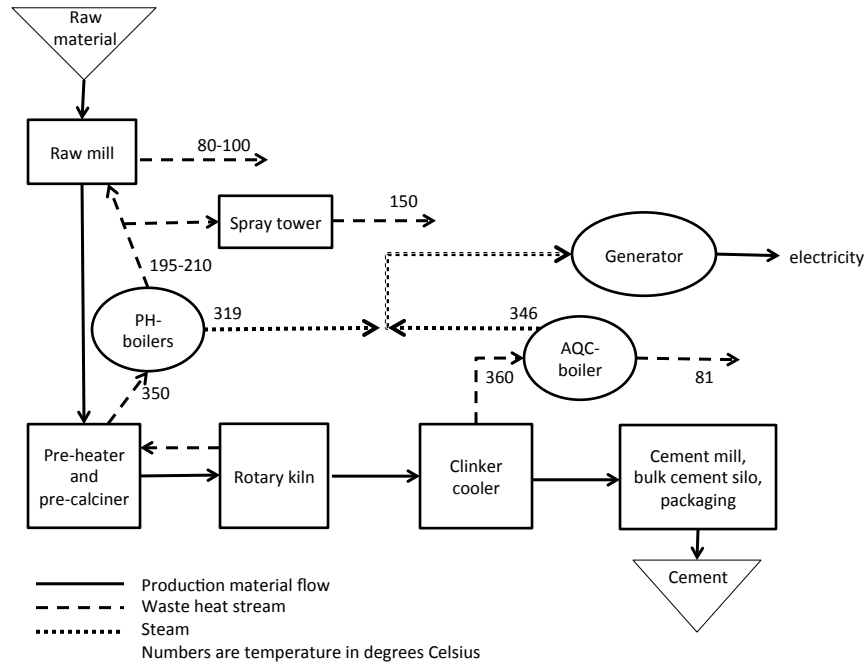 Raw
material
Raw mill
80-100
Spray tower
150
195-210
Generator
electricity
PH-
boilers
319
346
AQC-
boiler
81
350
360
Pre-heater
and
pre-calciner
Rotary kiln
Clinker
cooler
Cement mill,
bulk cement silo,
packaging
Cement
Production material flow
Waste heat stream
Steam
Numbers are temperature in degrees Celsius